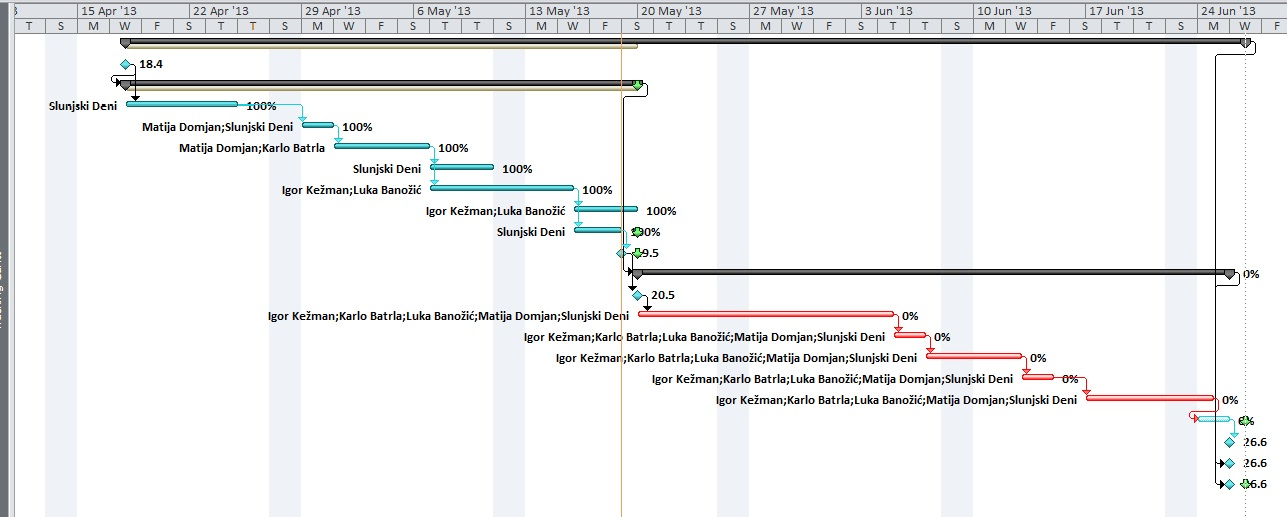 15 Apr '13 22 Apr '13 29 Apr '13 6 May '13 13 May '13 20 May '13 27 May '13 3 Jun '13 10 Jun '13 17 Jun '13 24 Jun '13
T S M W F S T T S M W F S T T S M W F S T T S M W F S T T S M W F S T T S M W F
18.4
Slunjski Deni 100%
Matija Domjan;Slunjski Deni 100%
Matija Domjan;Karlo Batrla 100%
Slunjski Deni 100%
Igor Kežman;Luka Banožić 100%
Igor Kežman;Luka Banožić 100%
Slunjski Deni 100%
19.5
0%
20.5
Igor Kežman;Karlo Batrla;Luka Banožić;Matija Domjan;Slunjski Deni 0%
Igor Kežman;Karlo Batrla;Luka Banožić;Matija Domjan;Slunjski Deni 0%
Igor Kežman;Karlo Batrla;Luka Banožić;Matija Domjan;Slunjski Deni 0%
Igor Kežman;Karlo Batrla;Luka Banožić;Matija Domjan;Slunjski Deni 0%
Igor Kežman;Karlo Batrla;Luka Banožić;Matija Domjan;Slunjski Deni 0%
0%
26.6
26.6
26.6